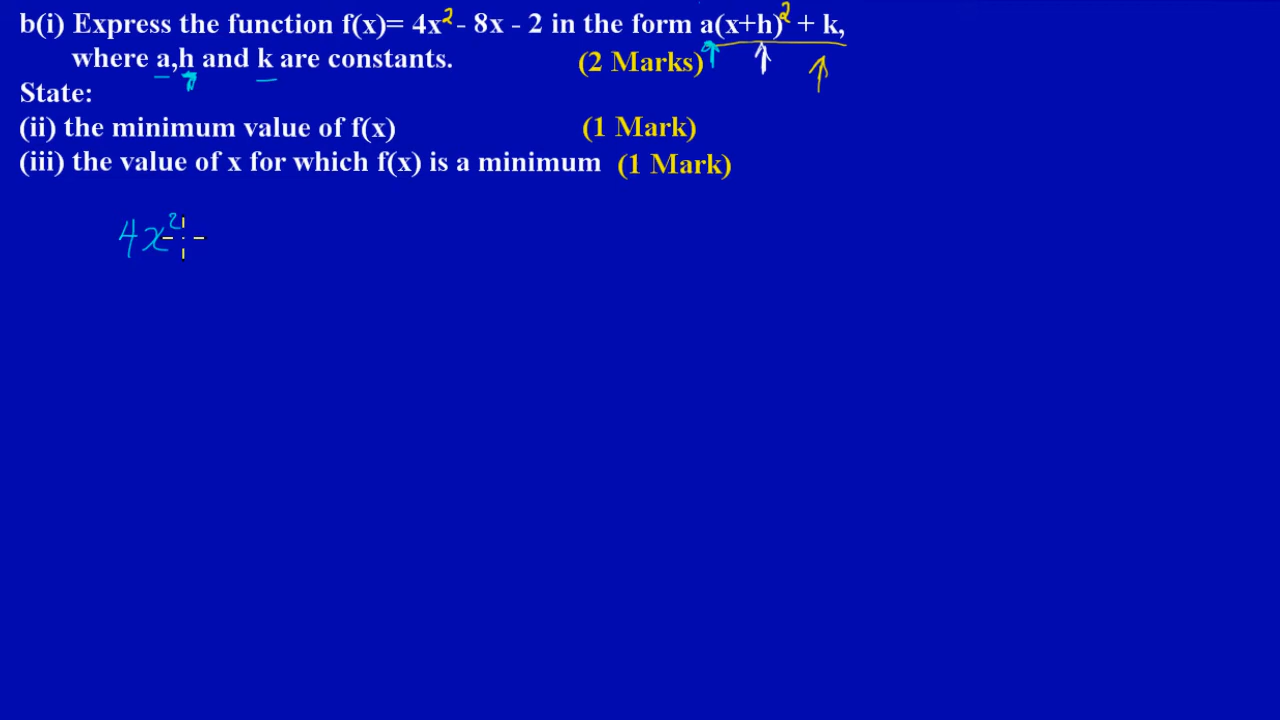 b(i) Express the function f(x)= 4x² - 8x - 2 in the form a(x+h)² + k,
where a,h and k are constants. (2 Marks)
State:
(ii) the minimum value of f(x) (1 Mark)
(iii) the value of x for which f(x) is a minimum (1 Mark)
4x²